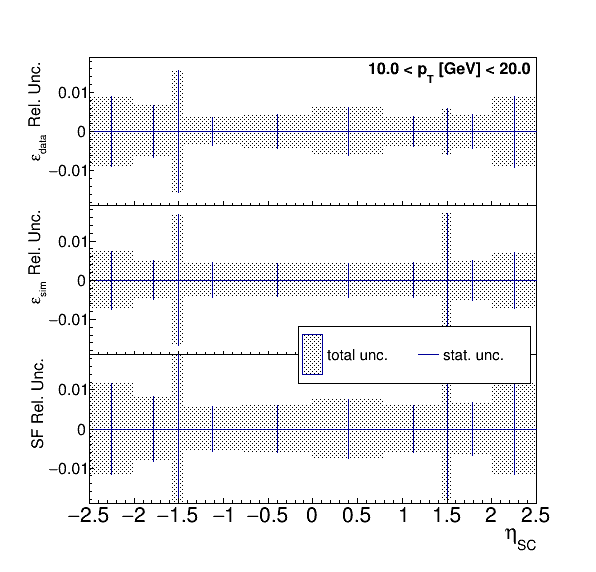 10.0 < p_T [GeV] < 20.0
ε_data Rel. Unc.
0.01
0
−0.01
ε_sim Rel. Unc.
0.01
0
−0.01
total unc. stat. unc.
SF Rel. Unc.
0.01
0
−0.01
−2.5 −2 −1.5 −1 −0.5 0 0.5 1 1.5 2 2.5
η_SC